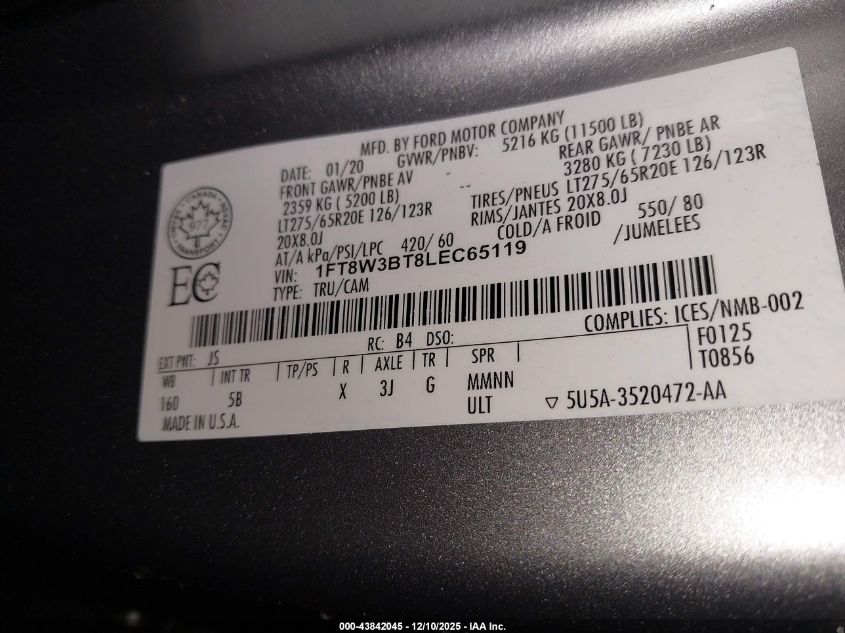 MFD. BY FORD MOTOR COMPANY
DATE: 01/20 GVWR/PNBV: 5216 KG (11500 LB)
FRONT GAWR/PNBE AV -- REAR GAWR/ PNBE AR
2359 KG ( 5200 LB) -- 3280 KG ( 7230 LB)
LT275/65R20E 126/123R TIRES/PNEUS LT275/65R20E 126/123R
20X8.0J RIMS/JANTES 20X8.0J
AT/A kPa/PSI/LPC 420/ 60 COLD/A FROID 550/ 80
VIN: 1FT8W3BT8LEC65119 /JUMELEES
TYPE: TRU/CAM
977
TRANSPORT
CANADA
EC
COMPLIES: ICES/NMB-002
EXT PNT: JS RC: B4 DSO: F0125
WB INT TR TP/PS R AXLE TR SPR T0856
160 5B X 3J G MMNN
ULT ▽ 5U5A-3520472-AA
MADE IN U.S.A.
000-43842045 - 12/10/2025 - IAA Inc.